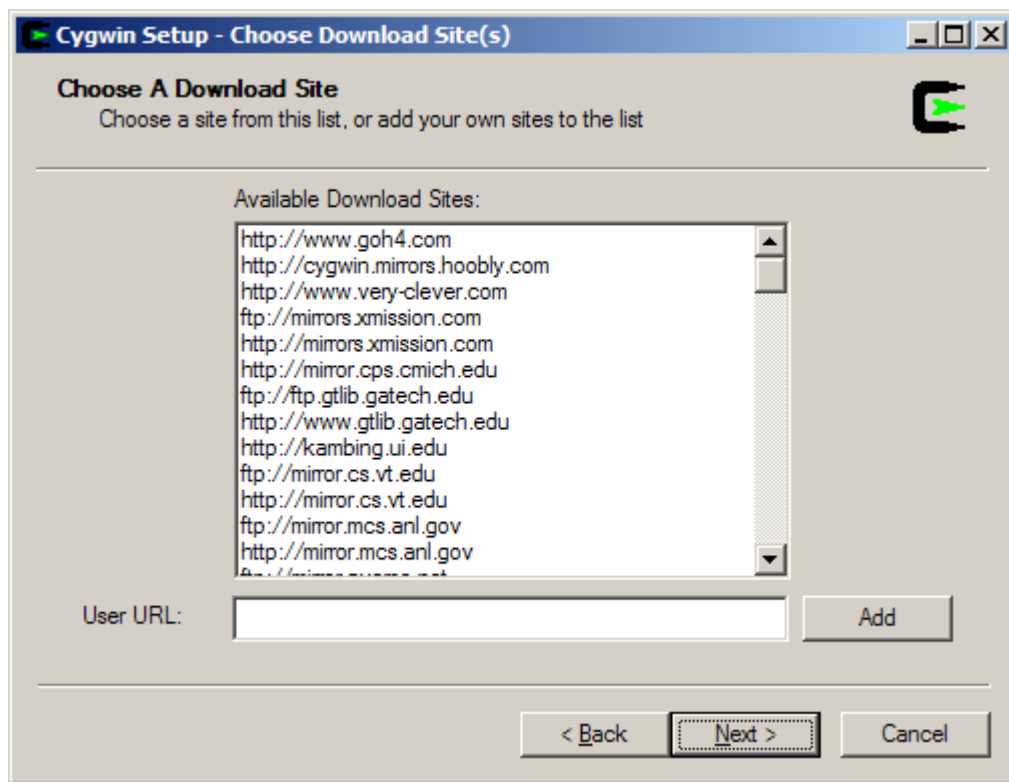 Cygwin Setup - Choose Download Site(s)
Choose A Download Site
Choose a site from this list, or add your own sites to the list
Available Download Sites:
http://www.goh4.com
http://cygwin.mirrors.hoobly.com
http://www.very-clever.com
ftp://mirrors.xmission.com
http://mirrors.xmission.com
http://mirror.cps.cmich.edu
ftp://ftp.gtlib.gatech.edu
http://www.gtlib.gatech.edu
http://kambing.ui.edu
ftp://mirror.cs.vt.edu
http://mirror.cs.vt.edu
ftp://mirror.mcs.anl.gov
http://mirror.mcs.anl.gov
User URL:
Add
< Back
Next >
Cancel